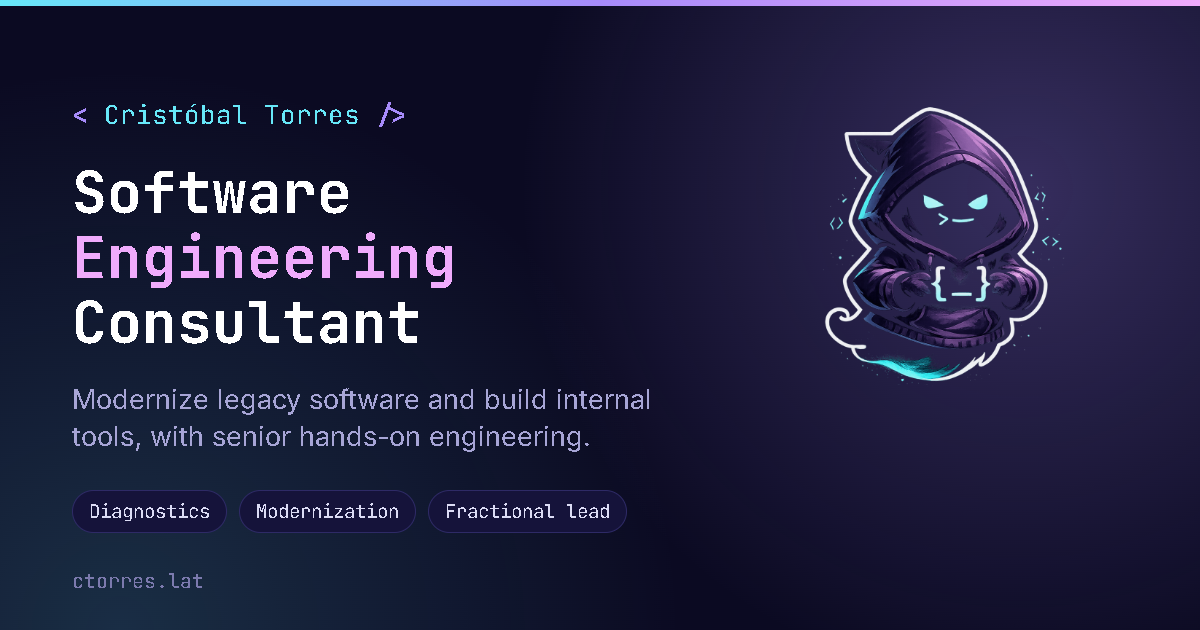 < Cristóbal Torres />
Software
Engineering
Consultant
Modernize legacy software and build internal
tools, with senior hands-on engineering.
Diagnostics
Modernization
Fractional lead
ctorres.lat
{_}